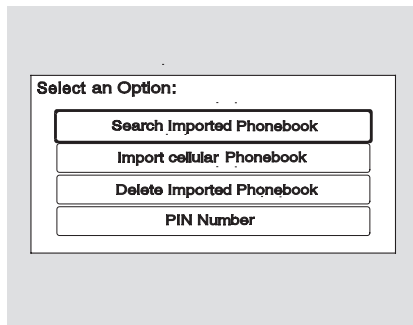 Select an Option:
Search Imported Phonebook
Import cellular Phonebook
Delete Imported Phonebook
PIN Number